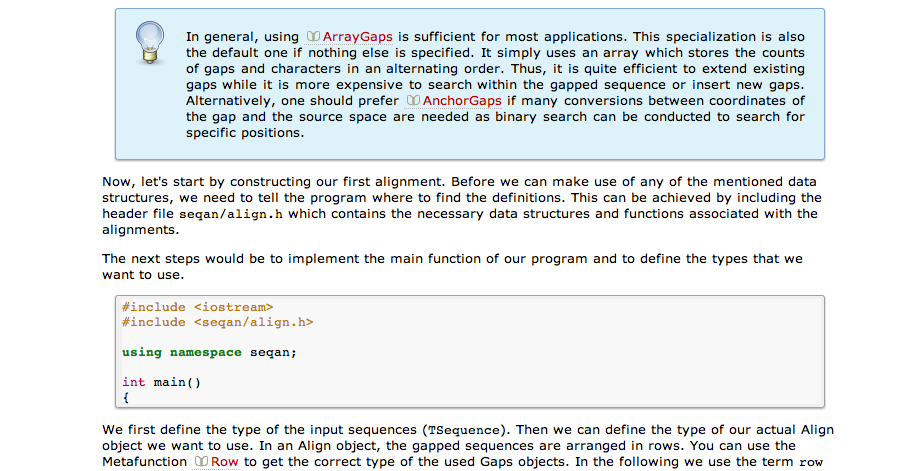 In general, using ArrayGaps is sufficient for most applications. This specialization is also
the default one if nothing else is specified. It simply uses an array which stores the counts
of gaps and characters in an alternating order. Thus, it is quite efficient to extend existing
gaps while it is more expensive to search within the gapped sequence or insert new gaps.
Alternatively, one should prefer AnchorGaps if many conversions between coordinates of
the gap and the source space are needed as binary search can be conducted to search for
specific positions.
Now, let's start by constructing our first alignment. Before we can make use of any of the mentioned data
structures, we need to tell the program where to find the definitions. This can be achieved by including the
header file seqan/align.h which contains the necessary data structures and functions associated with the
alignments.
The next steps would be to implement the main function of our program and to define the types that we
want to use.
#include <iostream>
#include <seqan/align.h>
using namespace seqan;
int main()
{
We first define the type of the input sequences (TSequence). Then we can define the type of our actual Align
object we want to use. In an Align object, the gapped sequences are arranged in rows. You can use the
Metafunction Row to get the correct type of the used Gaps objects. In the following we use the term row